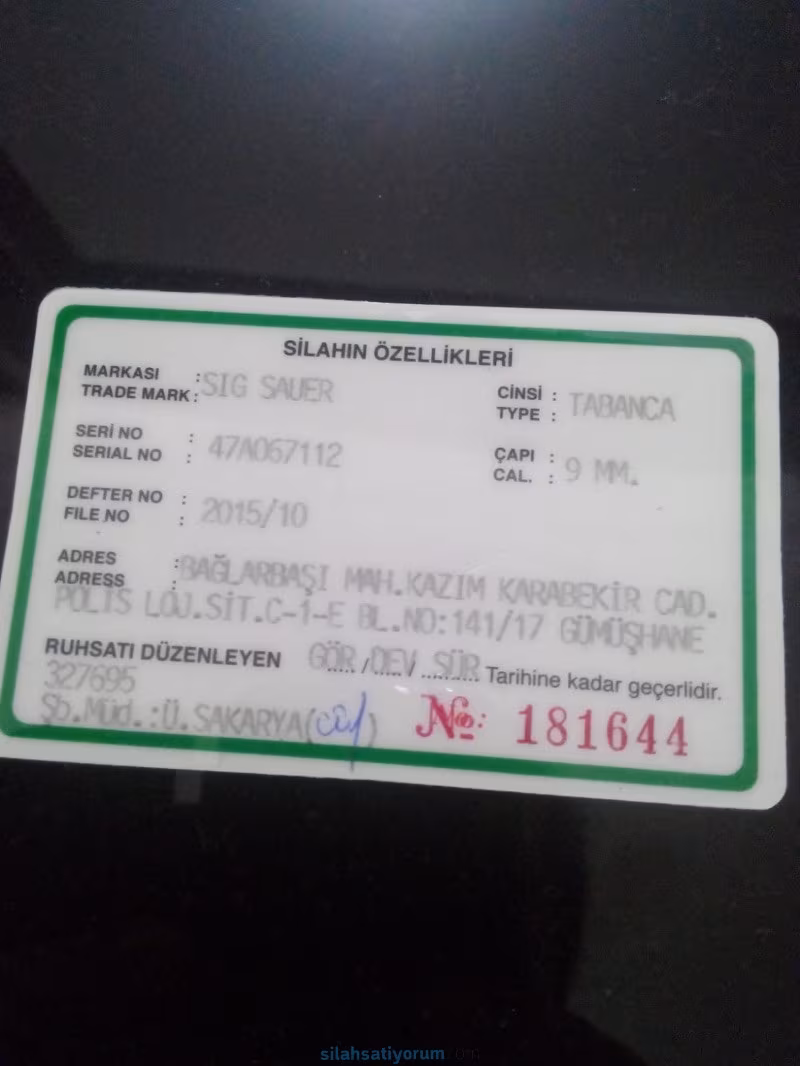 SİLAHIN ÖZELLİKLERİ
MARKASI : SIG SAUER CİNSİ :
TRADE MARK : TYPE : TABANCA
SERİ NO : 47A067112 ÇAPI :
SERIAL NO : CAL. : 9 MM.
DEFTER NO : 2015/10
FILE NO :
ADRES : BAĞLARBAŞI MAH.KAZIM KARABEKİR CAD.
ADRESS :
POLİS LOJ.SİT.C-1-E BL.NO:141/17 GÜMÜŞHANE
RUHSATI DÜZENLEYEN GÖR./DEV.SÜR Tarihine kadar geçerlidir.
327695
Şb.Müd.:Ü.SAKARYA( ) No: 181644
silahsatiyorum.com